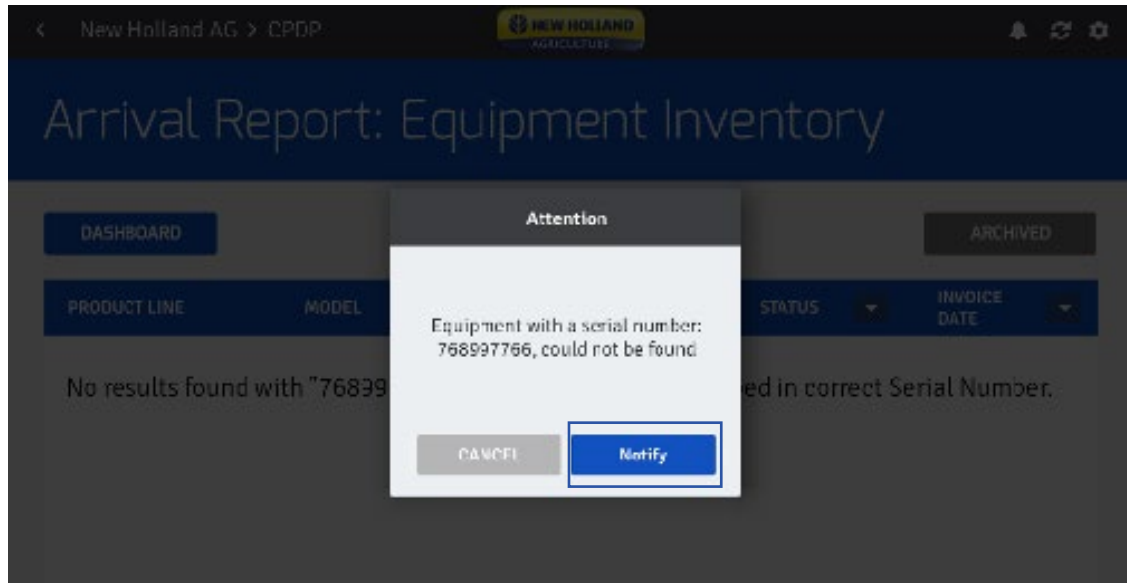 New Holland AG > CPDP
NEW HOLLAND
AGRICULTURE
Arrival Report: Equipment Inventory
DASHBOARD
Attention
ARCHIVED
PRODUCT LINE MODEL STATUS INVOICE DATE
Equipment with a serial number:
768997766, could not be found
No results found with "76899 ed in correct Serial Number.
CANCEL Notify